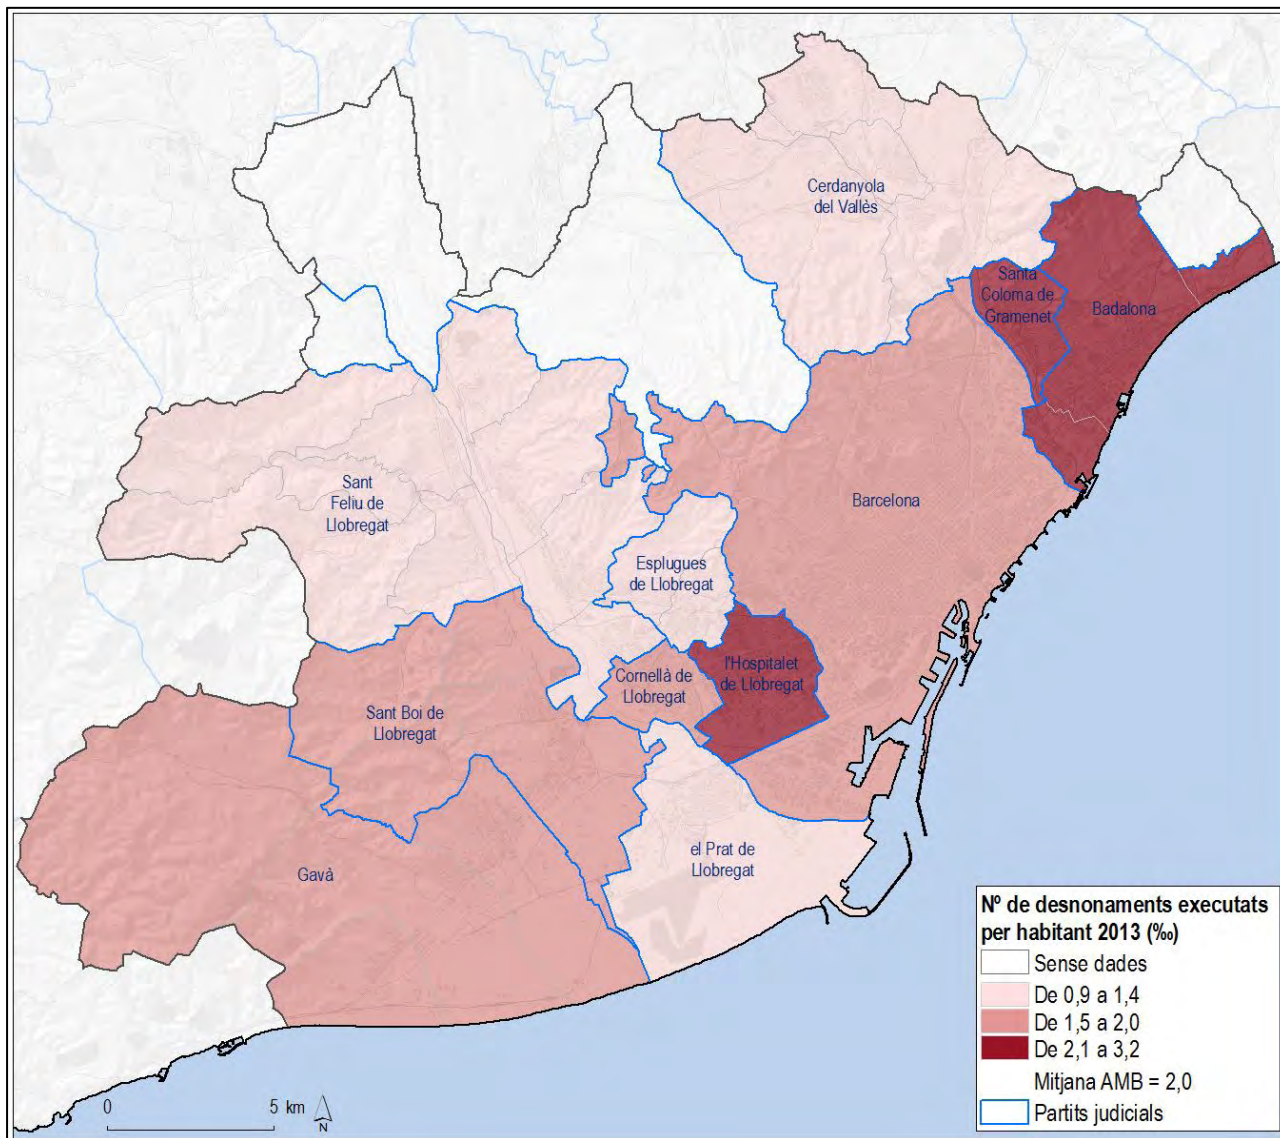 Cerdanyola
del Vallès
Santa
Coloma de
Gramenet
Badalona
Sant
Feliu de
Llobregat
Barcelona
Esplugues
de Llobregat
Cornellà de
Llobregat
l'Hospitalet
de Llobregat
Sant Boi de
Llobregat
el Prat de
Llobregat
Gavà
Nº de desnonaments executats
per habitant 2013 (‰)
Sense dades
De 0,9 a 1,4
De 1,5 a 2,0
De 2,1 a 3,2
Mitjana AMB = 2,0
Partits judicials
0 5 km
N